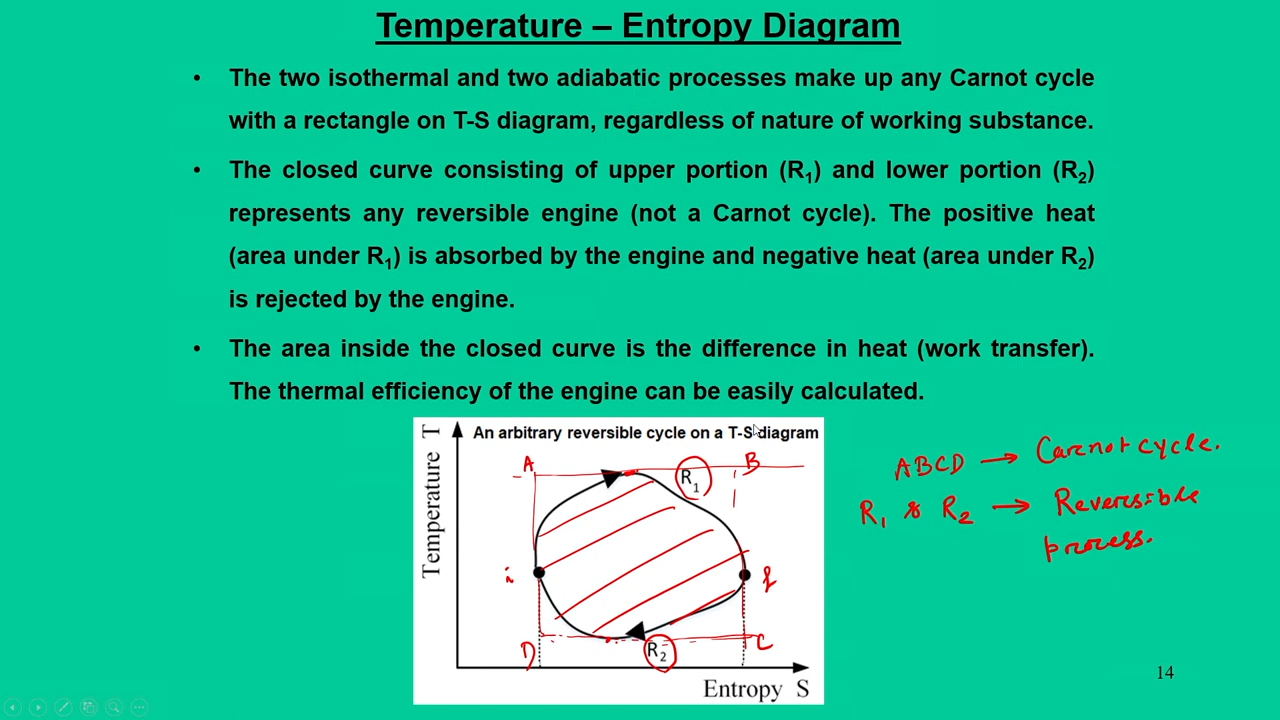 Temperature – Entropy Diagram
• The two isothermal and two adiabatic processes make up any Carnot cycle
with a rectangle on T-S diagram, regardless of nature of working substance.
• The closed curve consisting of upper portion (R1) and lower portion (R2)
represents any reversible engine (not a Carnot cycle). The positive heat
(area under R1) is absorbed by the engine and negative heat (area under R2)
is rejected by the engine.
• The area inside the closed curve is the difference in heat (work transfer).
The thermal efficiency of the engine can be easily calculated.
An arbitrary reversible cycle on a T-S diagram
Temperature T
A
B
R1
i
f
D
C
R2
Entropy S
ABCD → Carnot cycle.
R1 & R2 → Reversible
process.
14